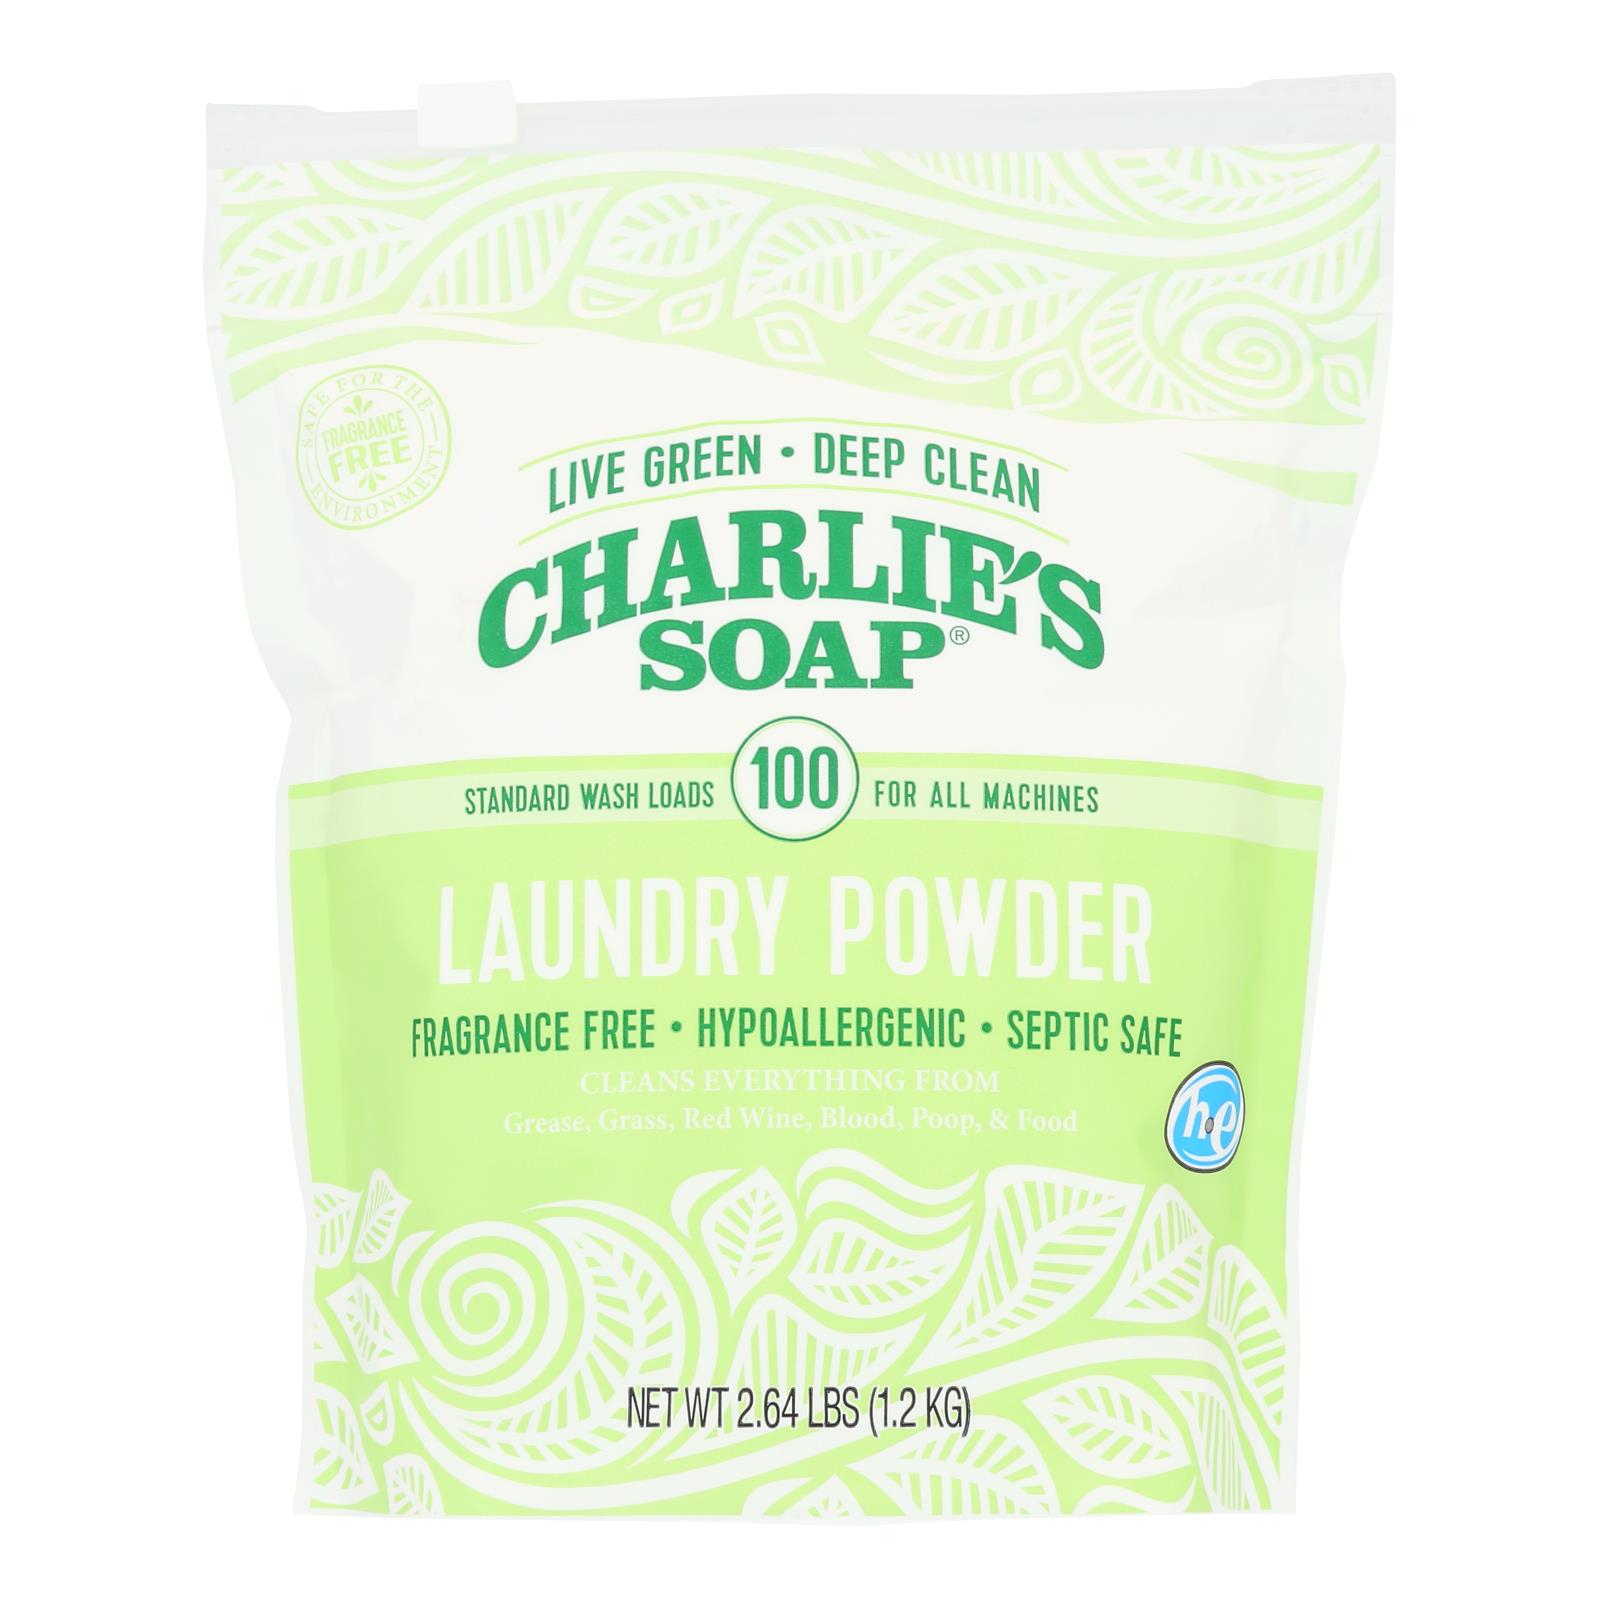 SAFE FOR THE
FRAGRANCE
FREE
ENVIRONMENT
LIVE GREEN • DEEP CLEAN
CHARLIE'S
SOAP®
STANDARD WASH LOADS 100 FOR ALL MACHINES
LAUNDRY POWDER
FRAGRANCE FREE • HYPOALLERGENIC • SEPTIC SAFE
CLEANS EVERYTHING FROM
Grease, Grass, Red Wine, Blood, Poop, & Food
he
NET WT 2.64 LBS (1.2 KG)